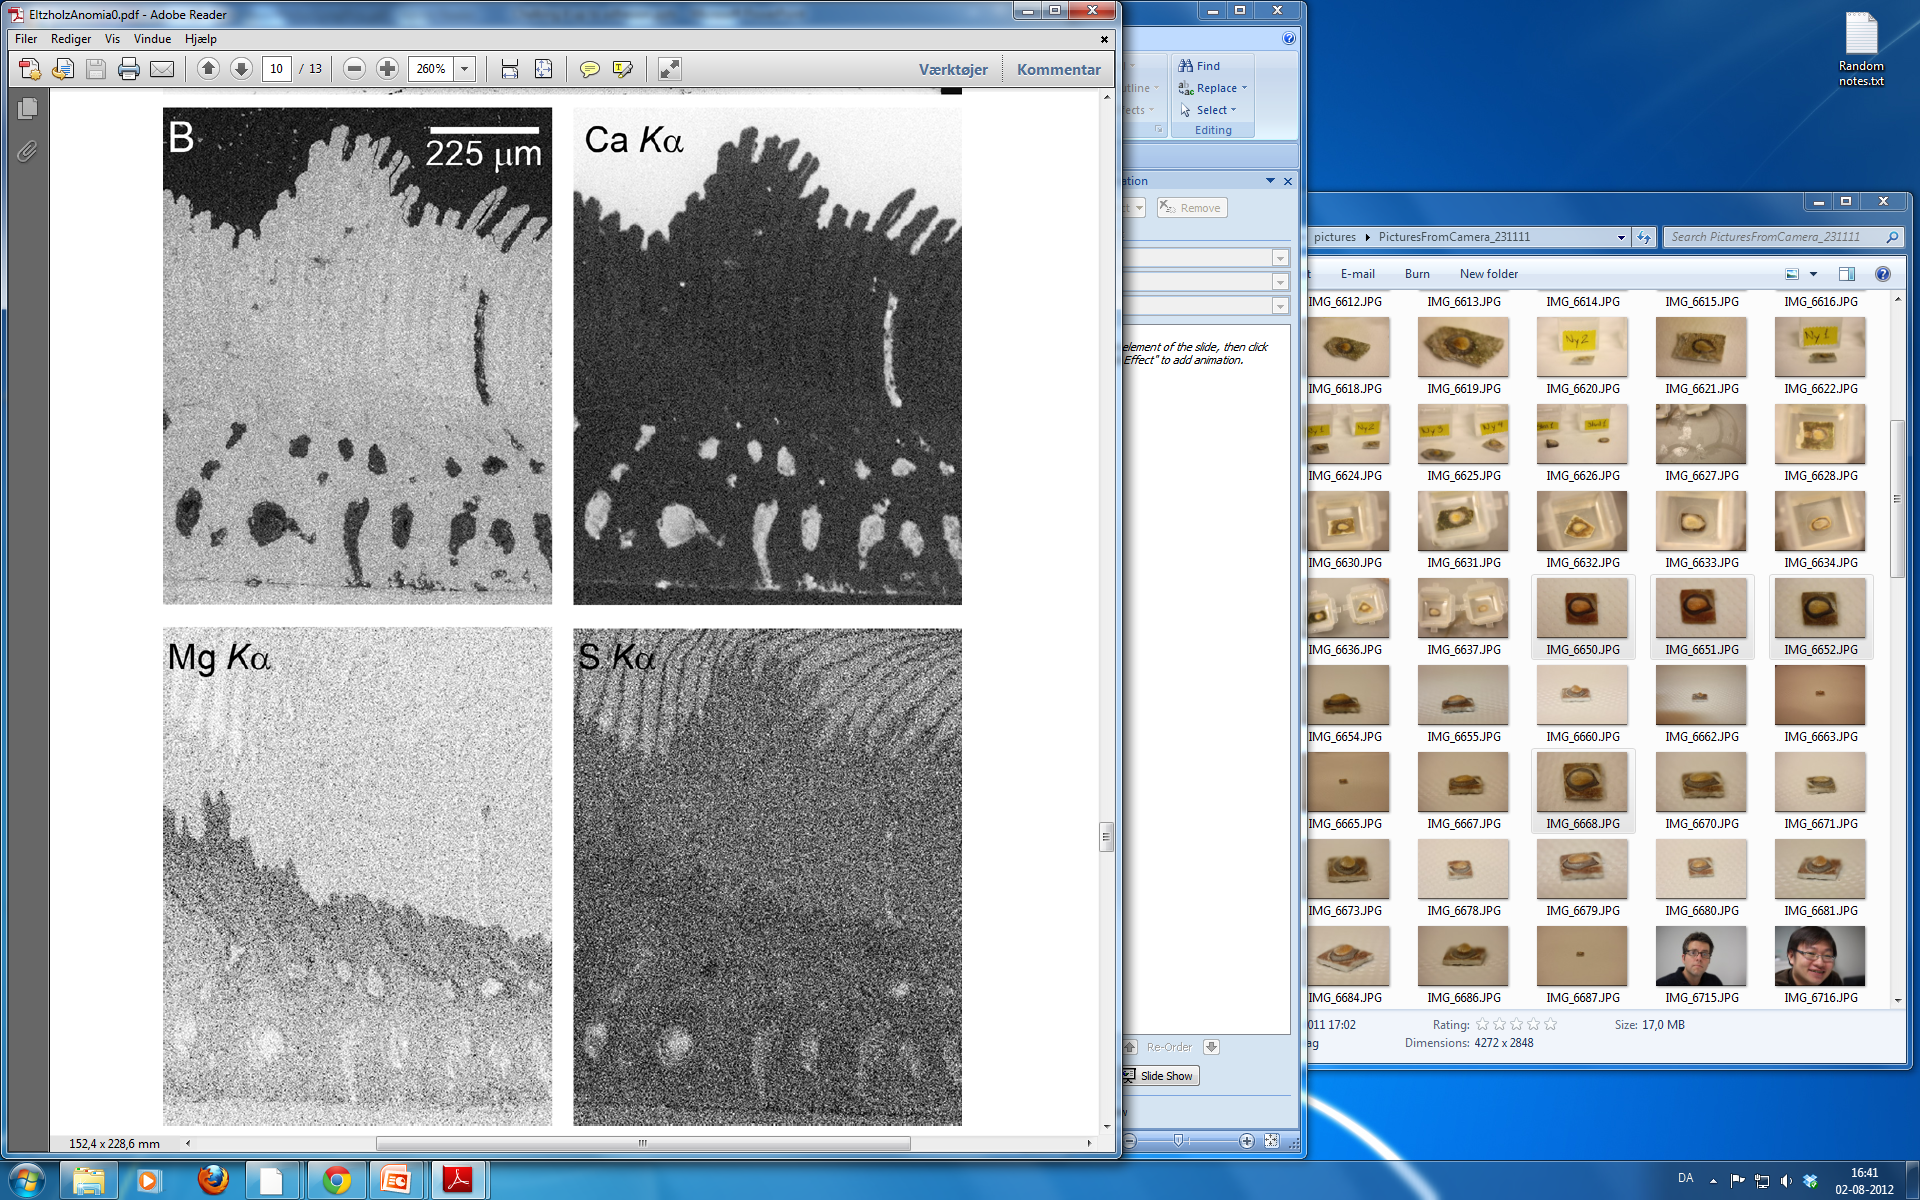 EltzholzAnomia0.pdf - Adobe Reader
Filer Rediger Vis Vindue Hjælp
10 / 13 260% Værktøjer Kommentar
B
225 µm
Ca Kα
Mg Kα
S Kα
152,4 x 228,6 mm
Find
Replace
Select
Editing
Remove
element of the slide, then click
Effect" to add animation.
Re-Order
Slide Show
Random
notes.txt
pictures PicturesFromCamera_231111 Search PicturesFromCamera_231111
E-mail Burn New folder
IMG_6612.JPG IMG_6613.JPG IMG_6614.JPG IMG_6615.JPG IMG_6616.JPG
Ny2 Ny1
IMG_6618.JPG IMG_6619.JPG IMG_6620.JPG IMG_6621.JPG IMG_6622.JPG
IMG_6624.JPG IMG_6625.JPG IMG_6626.JPG IMG_6627.JPG IMG_6628.JPG
IMG_6630.JPG IMG_6631.JPG IMG_6632.JPG IMG_6633.JPG IMG_6634.JPG
IMG_6636.JPG IMG_6637.JPG IMG_6650.JPG IMG_6651.JPG IMG_6652.JPG
IMG_6654.JPG IMG_6655.JPG IMG_6660.JPG IMG_6662.JPG IMG_6663.JPG
IMG_6665.JPG IMG_6667.JPG IMG_6668.JPG IMG_6670.JPG IMG_6671.JPG
IMG_6673.JPG IMG_6678.JPG IMG_6679.JPG IMG_6680.JPG IMG_6681.JPG
IMG_6684.JPG IMG_6686.JPG IMG_6687.JPG IMG_6715.JPG IMG_6716.JPG
011 17:02 Rating: Size: 17,0 MB
Dimensions: 4272 x 2848
DA
16:41
02-08-2012